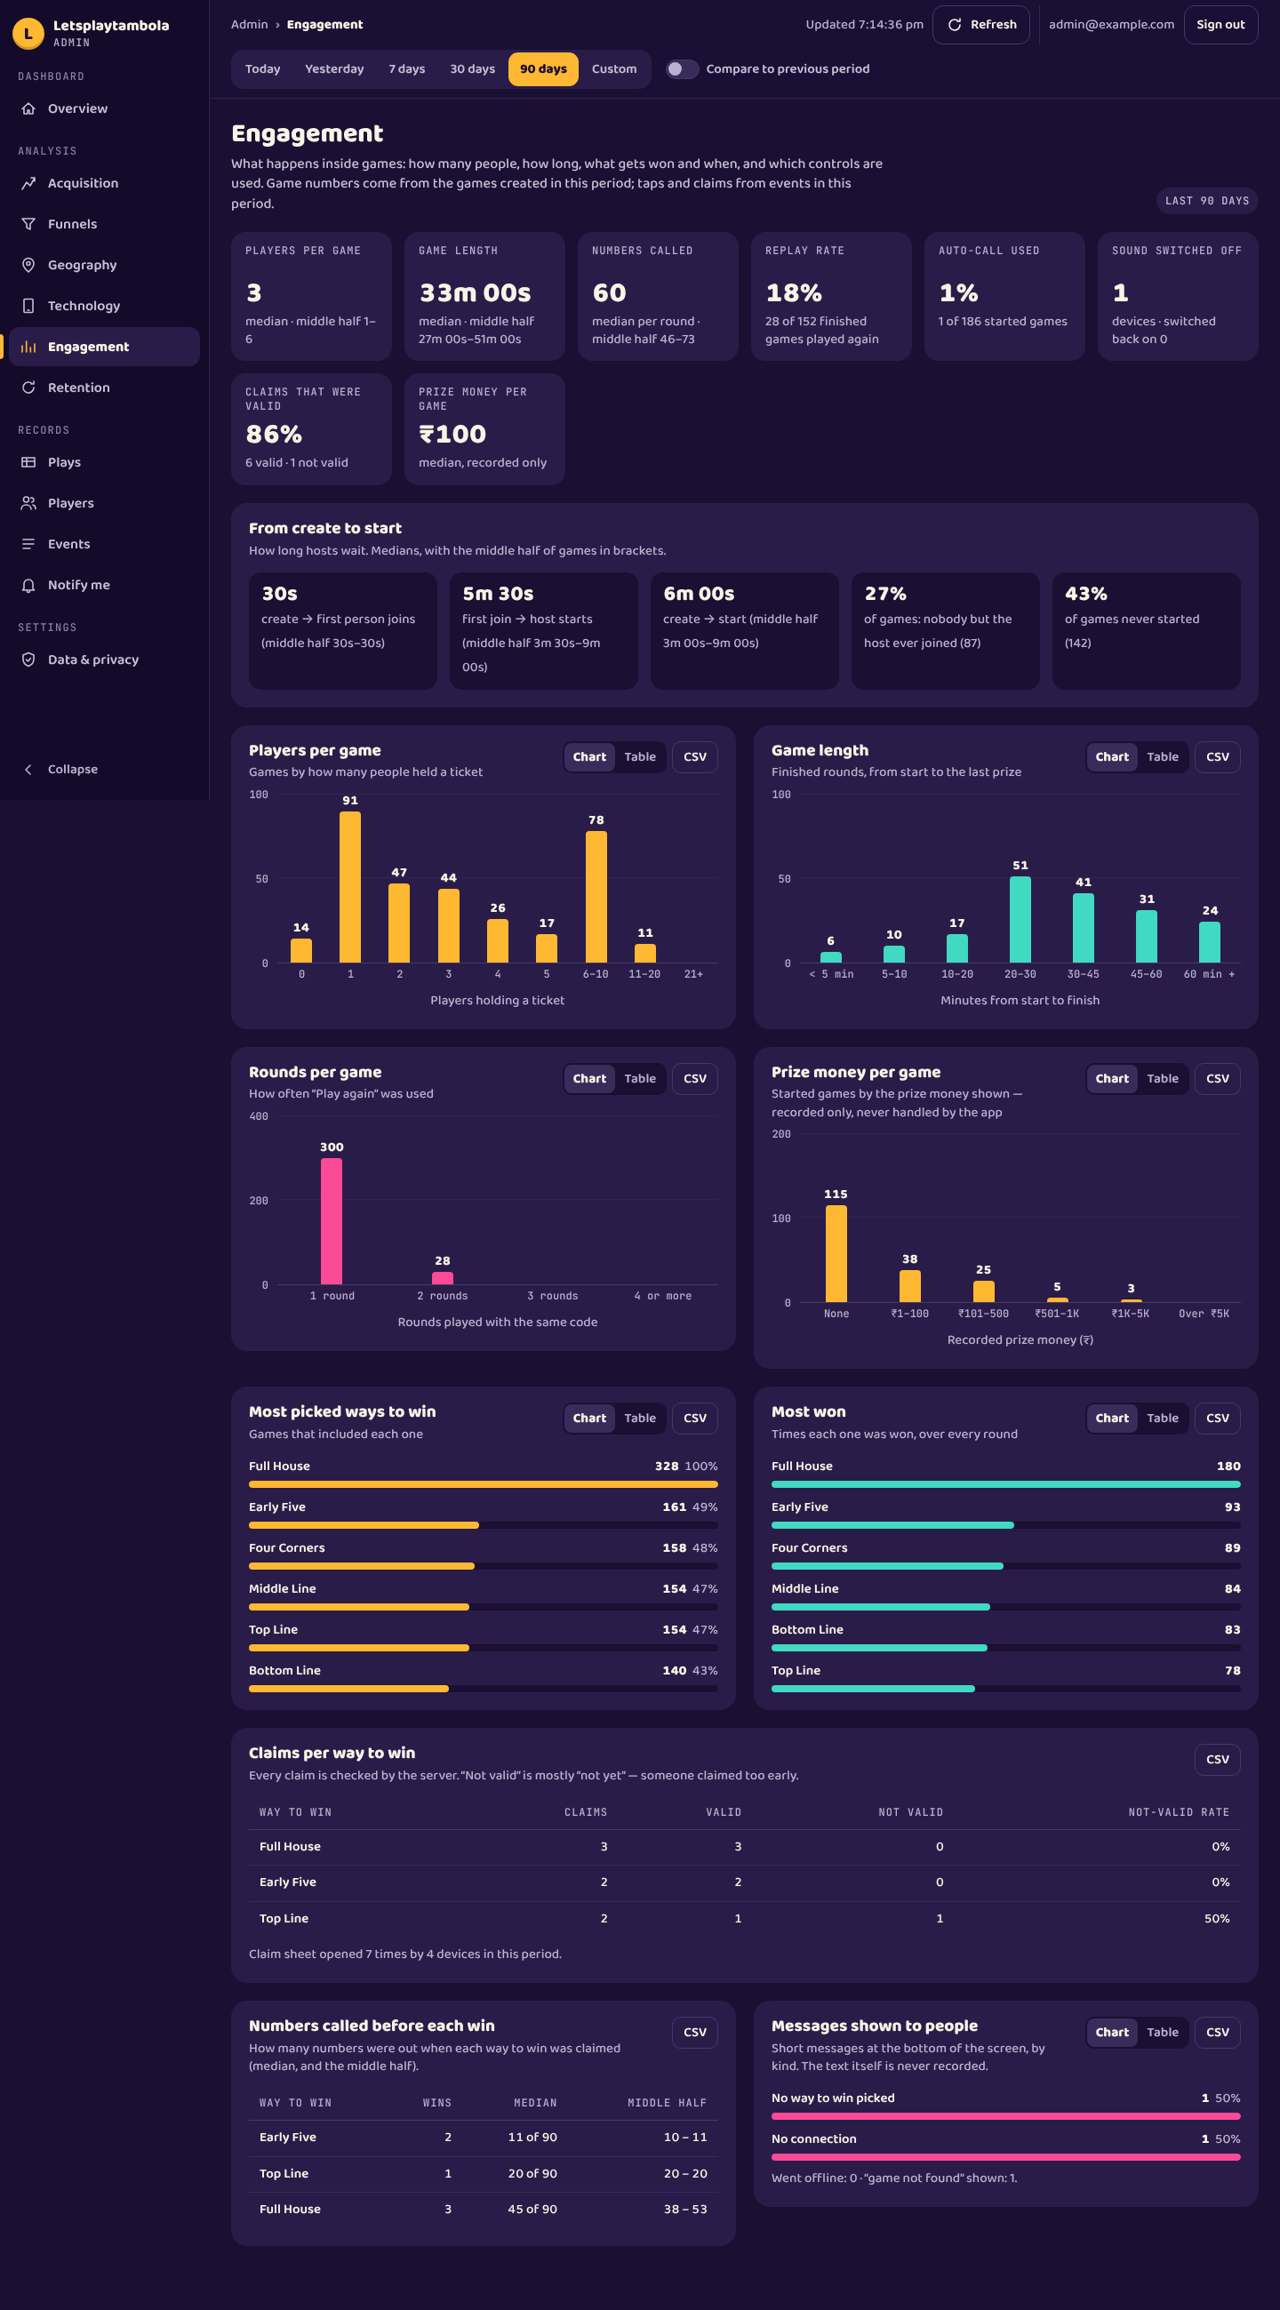 L
Letsplaytambola
ADMIN
DASHBOARD
Overview
ANALYSIS
Acquisition
Funnels
Geography
Technology
Engagement
Retention
RECORDS
Plays
Players
Events
Notify me
SETTINGS
Data & privacy
Collapse
Admin › Engagement
Updated 7:14:36 pm
Refresh
admin@example.com
Sign out
Today
Yesterday
7 days
30 days
90 days
Custom
Compare to previous period
Engagement
What happens inside games: how many people, how long, what gets won and when, and which controls are
used. Game numbers come from the games created in this period; taps and claims from events in this
period.
LAST 90 DAYS
PLAYERS PER GAME
3
median · middle half 1–
6
GAME LENGTH
33m 00s
median · middle half
27m 00s–51m 00s
NUMBERS CALLED
60
median per round ·
middle half 46–73
REPLAY RATE
18%
28 of 152 finished
games played again
AUTO-CALL USED
1%
1 of 186 started games
SOUND SWITCHED OFF
1
devices · switched
back on 0
CLAIMS THAT WERE
VALID
86%
6 valid · 1 not valid
PRIZE MONEY PER
GAME
₹100
median, recorded only
From create to start
How long hosts wait. Medians, with the middle half of games in brackets.
30s
create → first person joins
(middle half 30s–30s)
5m 30s
first join → host starts
(middle half 3m 30s–9m
00s)
6m 00s
create → start (middle half
3m 00s–9m 00s)
27%
of games: nobody but the
host ever joined (87)
43%
of games never started
(142)
Players per game
Games by how many people held a ticket
Chart
Table
CSV
100
50
0
14
91
47
44
26
17
78
11
0
1
2
3
4
5
6–10
11–20
21+
Players holding a ticket
Game length
Finished rounds, from start to the last prize
Chart
Table
CSV
100
50
0
6
10
17
51
41
31
24
< 5 min
5–10
10–20
20–30
30–45
45–60
60 min +
Minutes from start to finish
Rounds per game
How often “Play again” was used
Chart
Table
CSV
400
200
0
300
28
1 round
2 rounds
3 rounds
4 or more
Rounds played with the same code
Prize money per game
Started games by the prize money shown —
recorded only, never handled by the app
Chart
Table
CSV
200
100
0
115
38
25
5
3
None
₹1–100
₹101–500
₹501–1K
₹1K–5K
Over ₹5K
Recorded prize money (₹)
Most picked ways to win
Games that included each one
Chart
Table
CSV
Full House 328 100%
Early Five 161 49%
Four Corners 158 48%
Middle Line 154 47%
Top Line 154 47%
Bottom Line 140 43%
Most won
Times each one was won, over every round
Chart
Table
CSV
Full House 180
Early Five 93
Four Corners 89
Middle Line 84
Bottom Line 83
Top Line 78
Claims per way to win
Every claim is checked by the server. “Not valid” is mostly “not yet” — someone claimed too early.
CSV
WAY TO WIN CLAIMS VALID NOT VALID NOT-VALID RATE
Full House 3 3 0 0%
Early Five 2 2 0 0%
Top Line 2 1 1 50%
Claim sheet opened 7 times by 4 devices in this period.
Numbers called before each win
How many numbers were out when each way to win was claimed
(median, and the middle half).
CSV
WAY TO WIN WINS MEDIAN MIDDLE HALF
Early Five 2 11 of 90 10 – 11
Top Line 1 20 of 90 20 – 20
Full House 3 45 of 90 38 – 53
Messages shown to people
Short messages at the bottom of the screen, by
kind. The text itself is never recorded.
Chart
Table
CSV
No way to win picked 1 50%
No connection 1 50%
Went offline: 0 · “game not found” shown: 1.